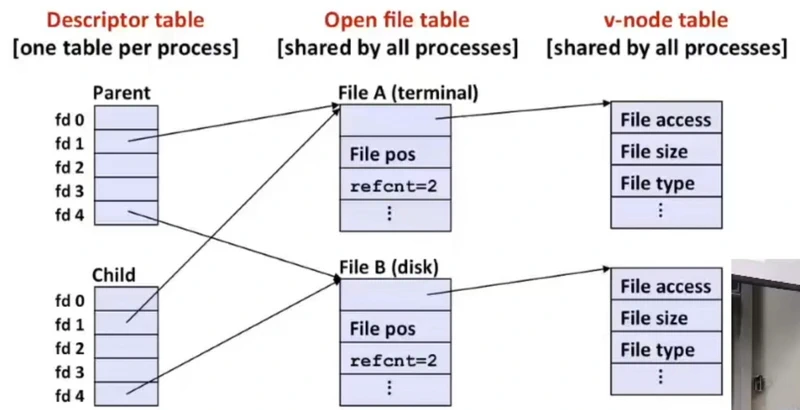 Descriptor table
[one table per process]
Open file table
[shared by all processes]
v-node table
[shared by all processes]
Parent
fd 0
fd 1
fd 2
fd 3
fd 4
File A (terminal)
File pos
refcnt=2
⋮
File access
File size
File type
⋮
Child
fd 0
fd 1
fd 2
fd 3
fd 4
File B (disk)
File pos
refcnt=2
⋮
File access
File size
File type
⋮